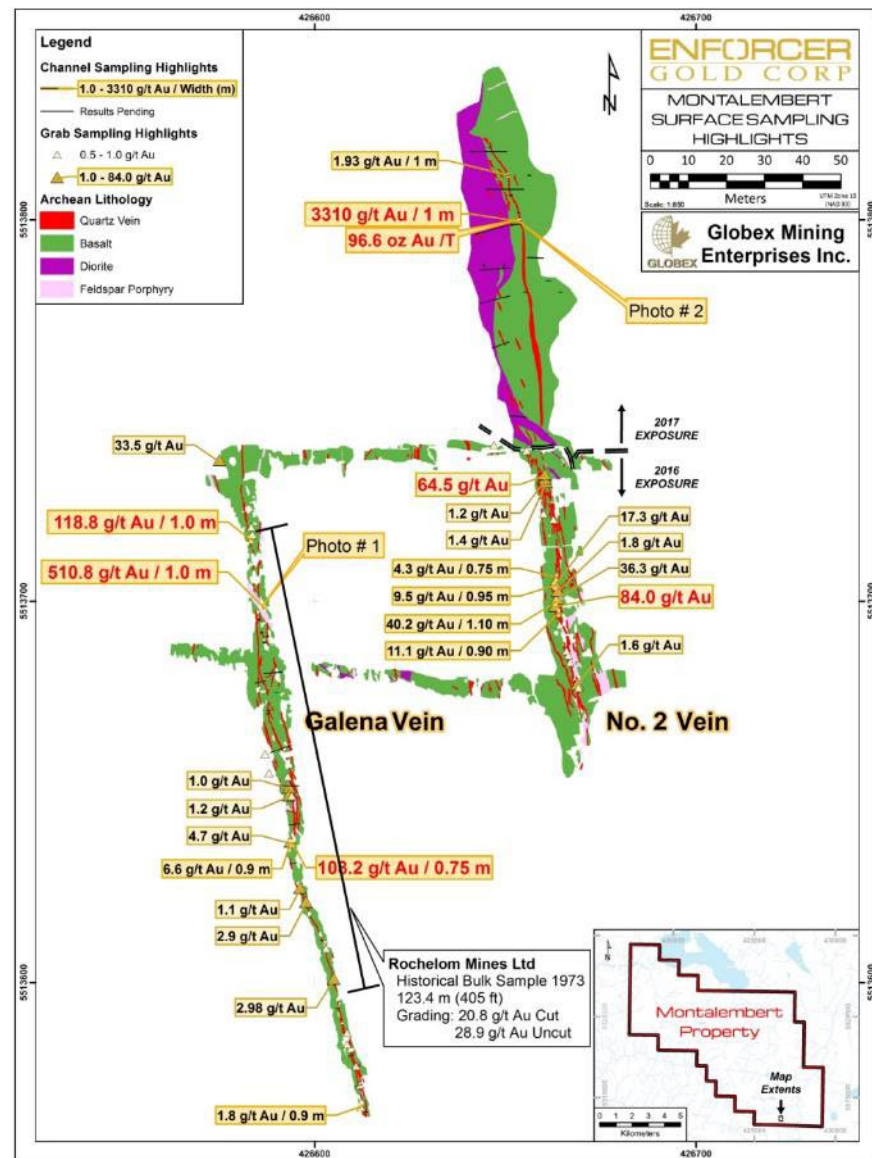 426600
426700
Legend
Channel Sampling Highlights
1.0 - 3310 g/t Au / Width (m)
Results Pending
Grab Sampling Highlights
0.5 - 1.0 g/t Au
1.0 - 84.0 g/t Au
Archean Lithology
Quartz Vein
Basalt
Diorite
Feldspar Porphyry
N
ENFORCER
GOLD CORP
MONTALEMBERT
SURFACE SAMPLING
HIGHLIGHTS
0 10 20 30 40 50
Meters
Scale: 1:850
(NAD 83)
GLOBEX
Globex Mining
Enterprises Inc.
5513800
5513800
1.93 g/t Au / 1 m
3310 g/t Au / 1 m
96.6 oz Au /T
Photo # 2
2017
EXPOSURE
2016
EXPOSURE
33.5 g/t Au
64.5 g/t Au
118.8 g/t Au / 1.0 m
1.2 g/t Au
17.3 g/t Au
1.4 g/t Au
1.8 g/t Au
Photo # 1
510.8 g/t Au / 1.0 m
4.3 g/t Au / 0.75 m
36.3 g/t Au
9.5 g/t Au / 0.95 m
84.0 g/t Au
5513700
5513700
40.2 g/t Au / 1.10 m
11.1 g/t Au / 0.90 m
1.6 g/t Au
Galena Vein
No. 2 Vein
1.0 g/t Au
1.2 g/t Au
4.7 g/t Au
6.6 g/t Au / 0.9 m
g/t Au / 0.75 m
1.1 g/t Au
2.9 g/t Au
2.98 g/t Au
Rochelom Mines Ltd
Historical Bulk Sample 1973
123.4 m (405 ft)
Grading: 20.8 g/t Au Cut
28.9 g/t Au Uncut
5513600
5513600
1.8 g/t Au / 0.9 m
N
Montalembert
Property
Map
Extents
0 1 2 3 4 5
Kilometers
426600
426700